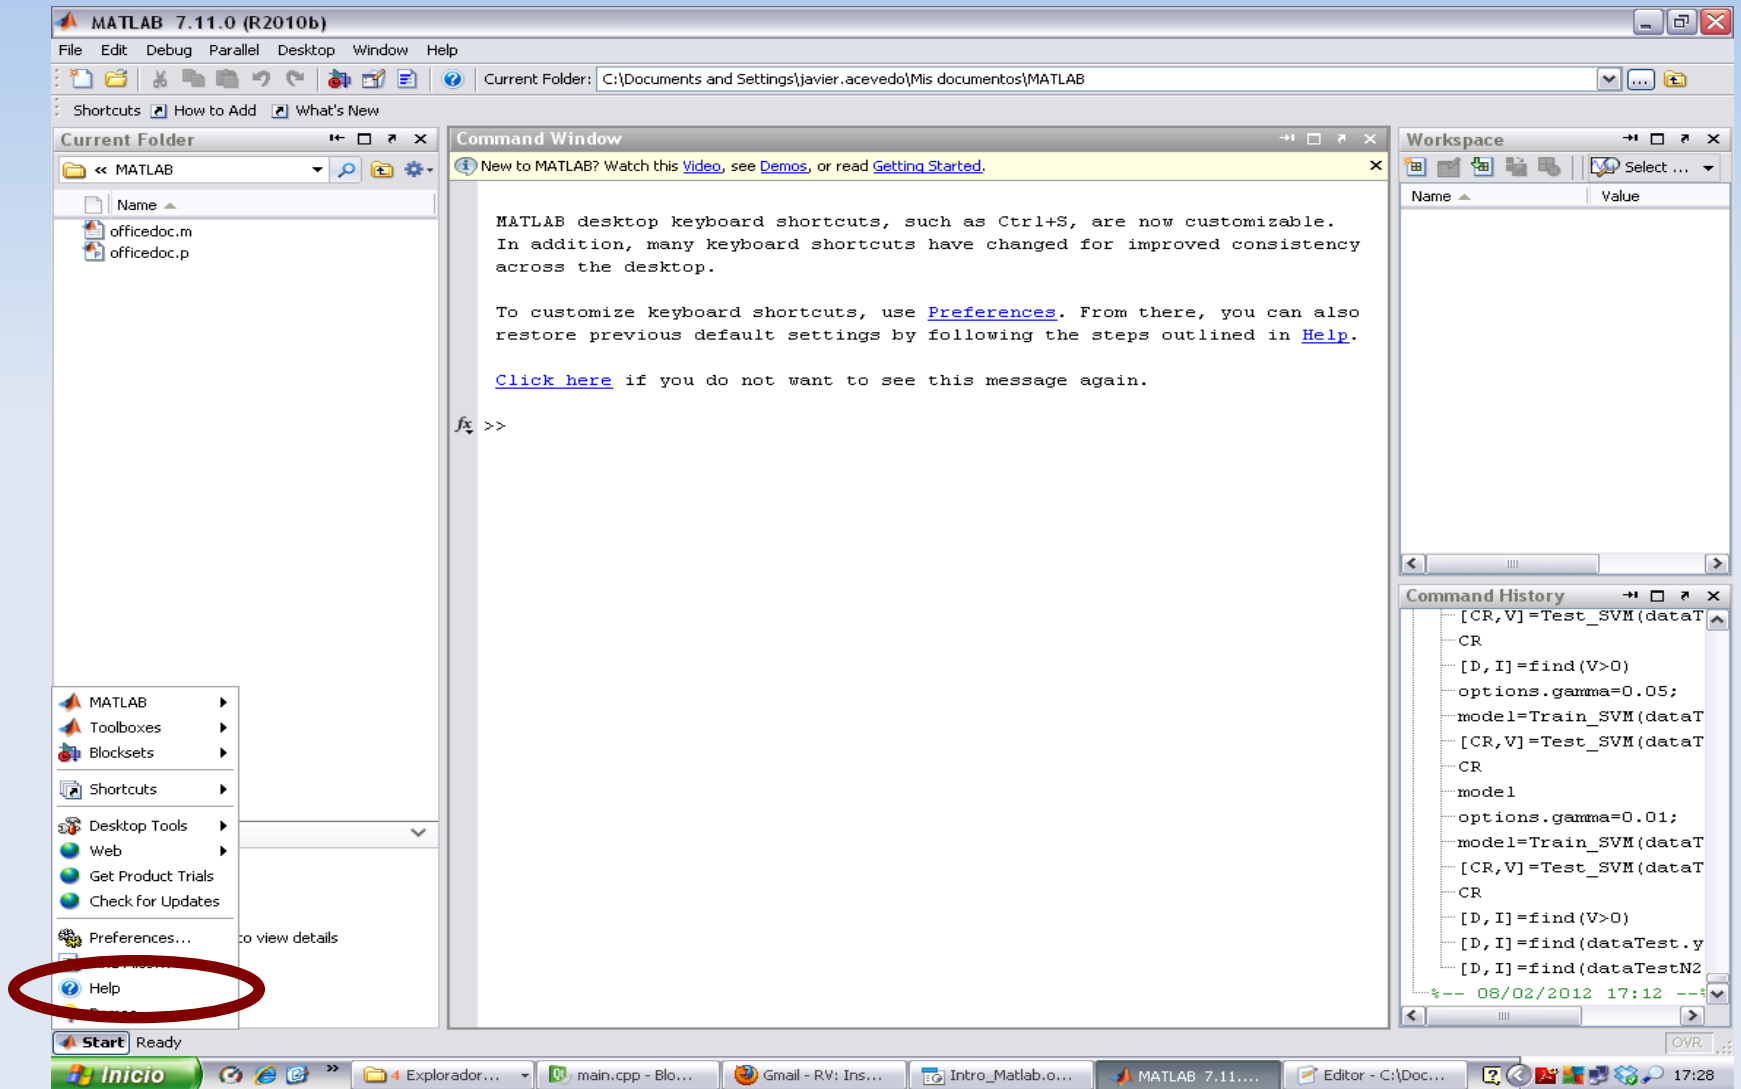 MATLAB 7.11.0 (R2010b)
File Edit Debug Parallel Desktop Window Help
Current Folder: C:\Documents and Settings\javier.acevedo\Mis documentos\MATLAB
Shortcuts How to Add What's New
Current Folder
« MATLAB
Name
officedoc.m
officedoc.p
Command Window
New to MATLAB? Watch this Video, see Demos, or read Getting Started.
MATLAB desktop keyboard shortcuts, such as Ctrl+S, are now customizable.
In addition, many keyboard shortcuts have changed for improved consistency
across the desktop.
To customize keyboard shortcuts, use Preferences. From there, you can also
restore previous default settings by following the steps outlined in Help.
Click here if you do not want to see this message again.
fx >>
Workspace
Select ...
Name Value
Command History
[CR,V]=Test_SVM(dataT
CR
[D,I]=find(V>0)
options.gamma=0.05;
model=Train_SVM(dataT
[CR,V]=Test_SVM(dataT
CR
model
options.gamma=0.01;
model=Train_SVM(dataT
[CR,V]=Test_SVM(dataT
CR
[D,I]=find(V>0)
[D,I]=find(dataTest.y
[D,I]=find(dataTestN2
%-- 08/02/2012 17:12 --%
MATLAB
Toolboxes
Blocksets
Shortcuts
Desktop Tools
Web
Get Product Trials
Check for Updates
Preferences...
to view details
Help
Start Ready
OVR
Inicio
4 Explorador...
main.cpp - Blo...
Gmail - RV: Ins...
Intro_Matlab.o...
MATLAB 7.11....
Editor - C:\Doc...
17:28